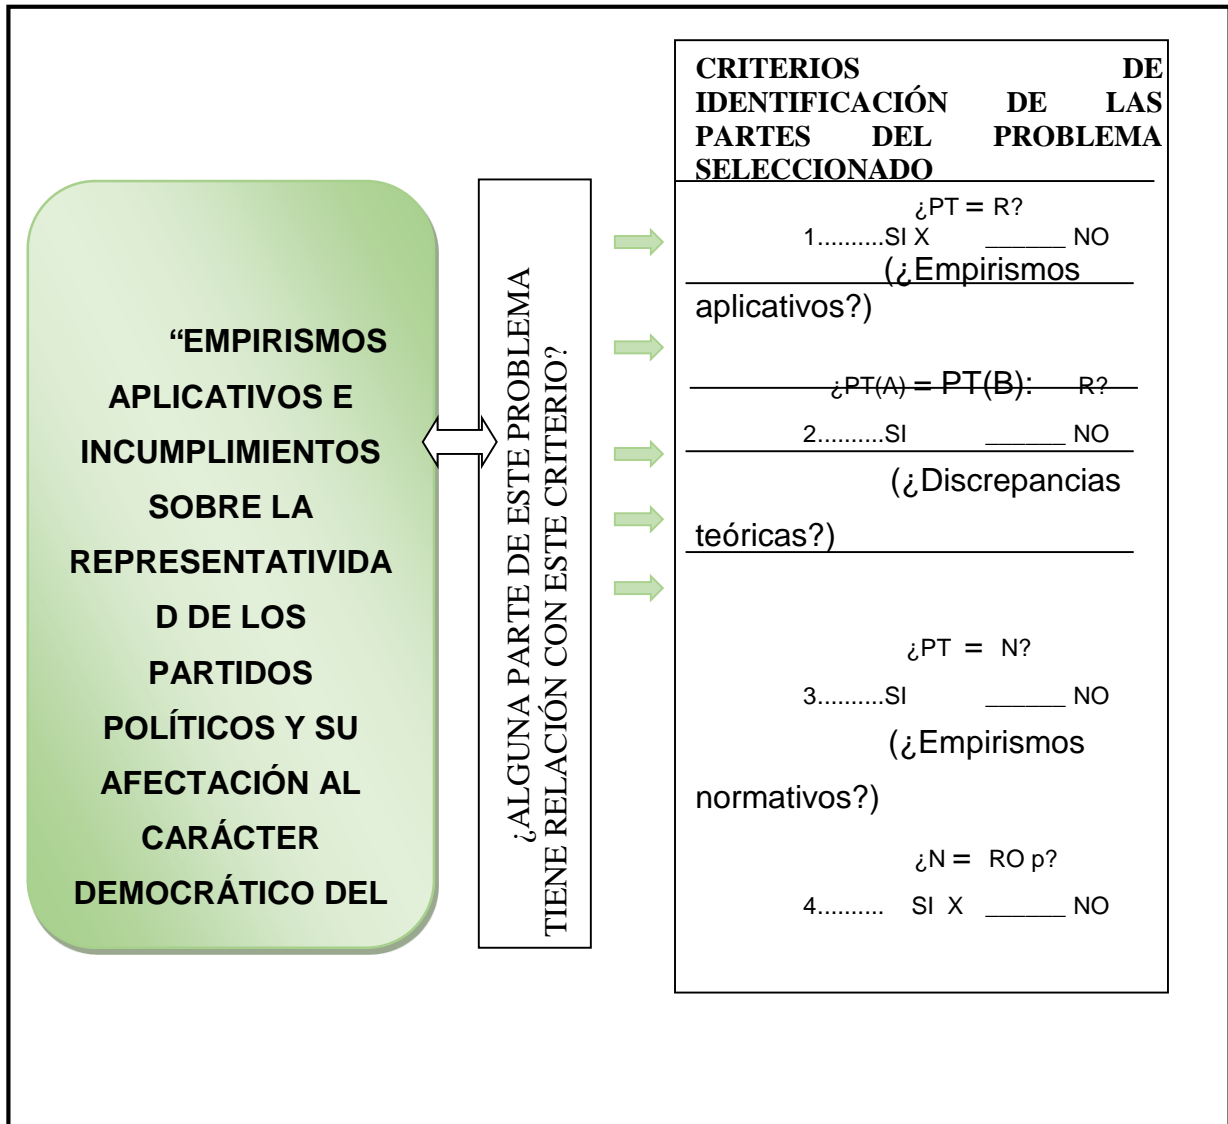 “EMPIRISMOS
APLICATIVOS E
INCUMPLIMIENTOS
SOBRE LA
REPRESENTATIVIDA
D DE LOS
PARTIDOS
POLÍTICOS Y SU
AFECTACIÓN AL
CARÁCTER
DEMOCRÁTICO DEL
¿ALGUNA PARTE DE ESTE PROBLEMA
TIENE RELACIÓN CON ESTE CRITERIO?
CRITERIOS DE
IDENTIFICACIÓN DE LAS
PARTES DEL PROBLEMA
SELECCIONADO
¿PT = R?
1.........SI X ______ NO
(¿Empirismos
aplicativos?)
¿PT(A) = PT(B): R?
2.........SI ______ NO
(¿Discrepancias
teóricas?)
¿PT = N?
3.........SI ______ NO
(¿Empirismos
normativos?)
¿N = RO p?
4.......... SI X ______ NO